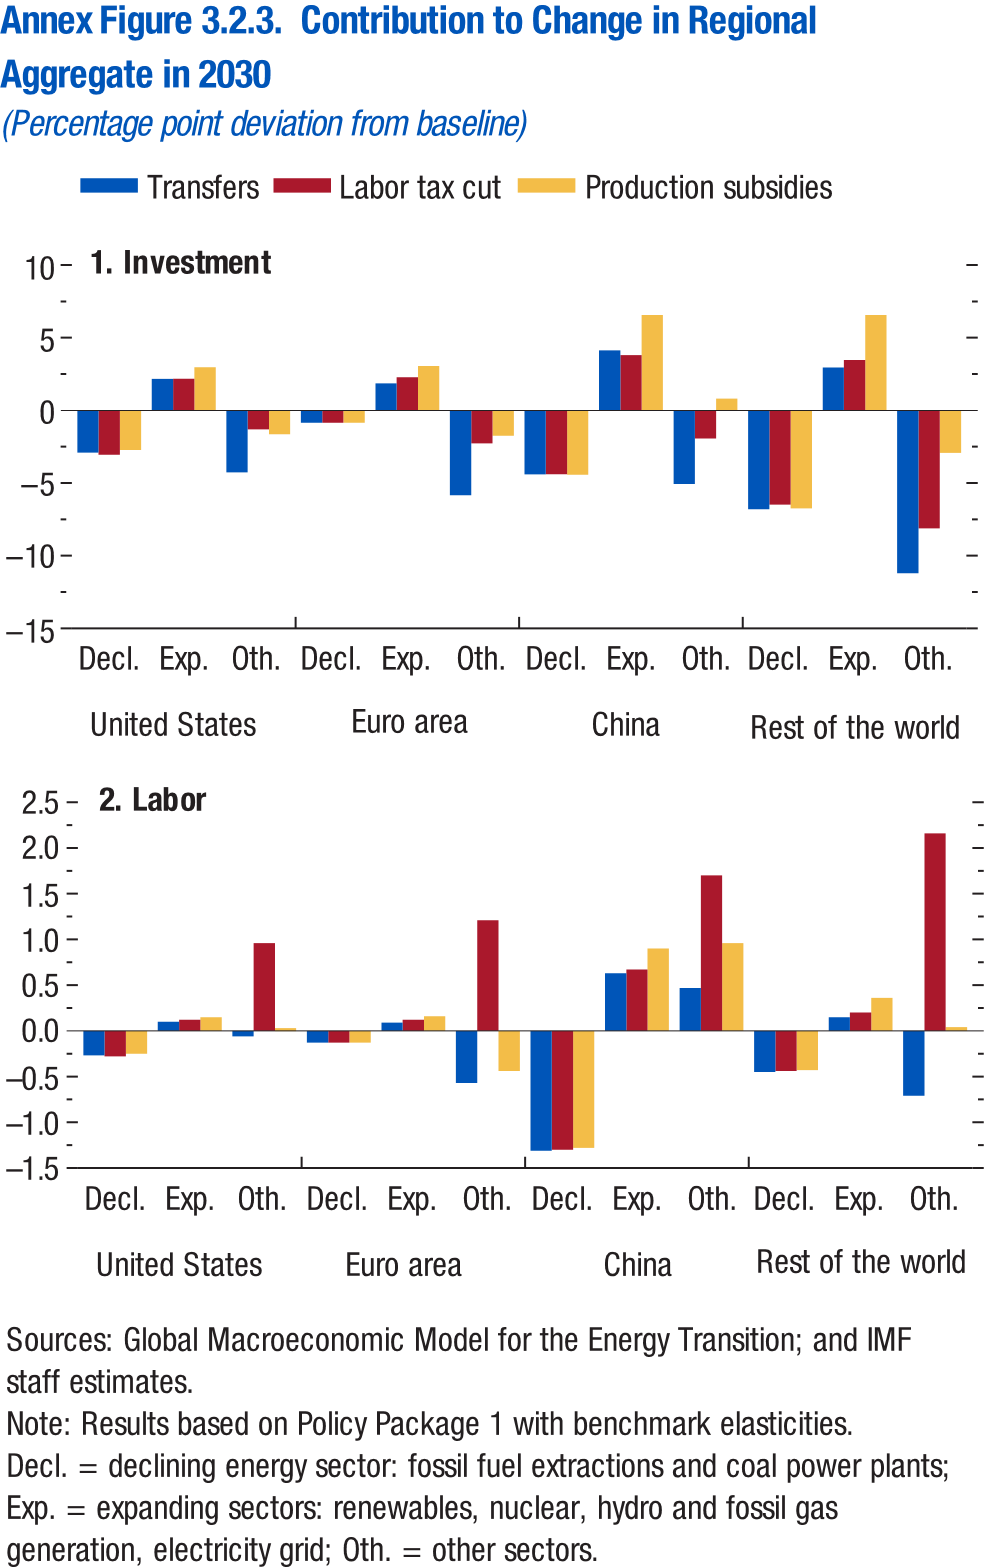 Annex Figure 3.2.3. Contribution to Change in Regional
Aggregate in 2030
(Percentage point deviation from baseline)
Transfers Labor tax cut Production subsidies
1. Investment
10
5
0
–5
–10
–15
Decl. Exp. Oth. Decl. Exp. Oth. Decl. Exp. Oth. Decl. Exp. Oth.
United States Euro area China Rest of the world
2. Labor
2.5
2.0
1.5
1.0
0.5
0.0
–0.5
–1.0
–1.5
Decl. Exp. Oth. Decl. Exp. Oth. Decl. Exp. Oth. Decl. Exp. Oth.
United States Euro area China Rest of the world
Sources: Global Macroeconomic Model for the Energy Transition; and IMF
staff estimates.
Note: Results based on Policy Package 1 with benchmark elasticities.
Decl. = declining energy sector: fossil fuel extractions and coal power plants;
Exp. = expanding sectors: renewables, nuclear, hydro and fossil gas
generation, electricity grid; Oth. = other sectors.